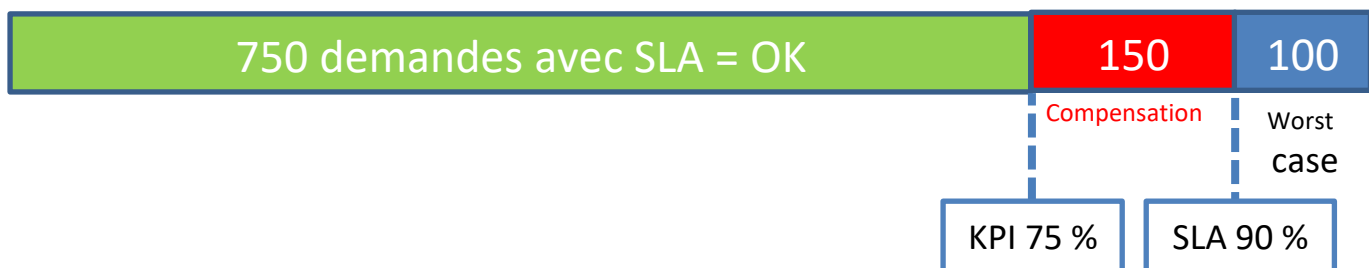 750 demandes avec SLA = OK
150
100
Compensation
Worst
case
KPI 75 %
SLA 90 %